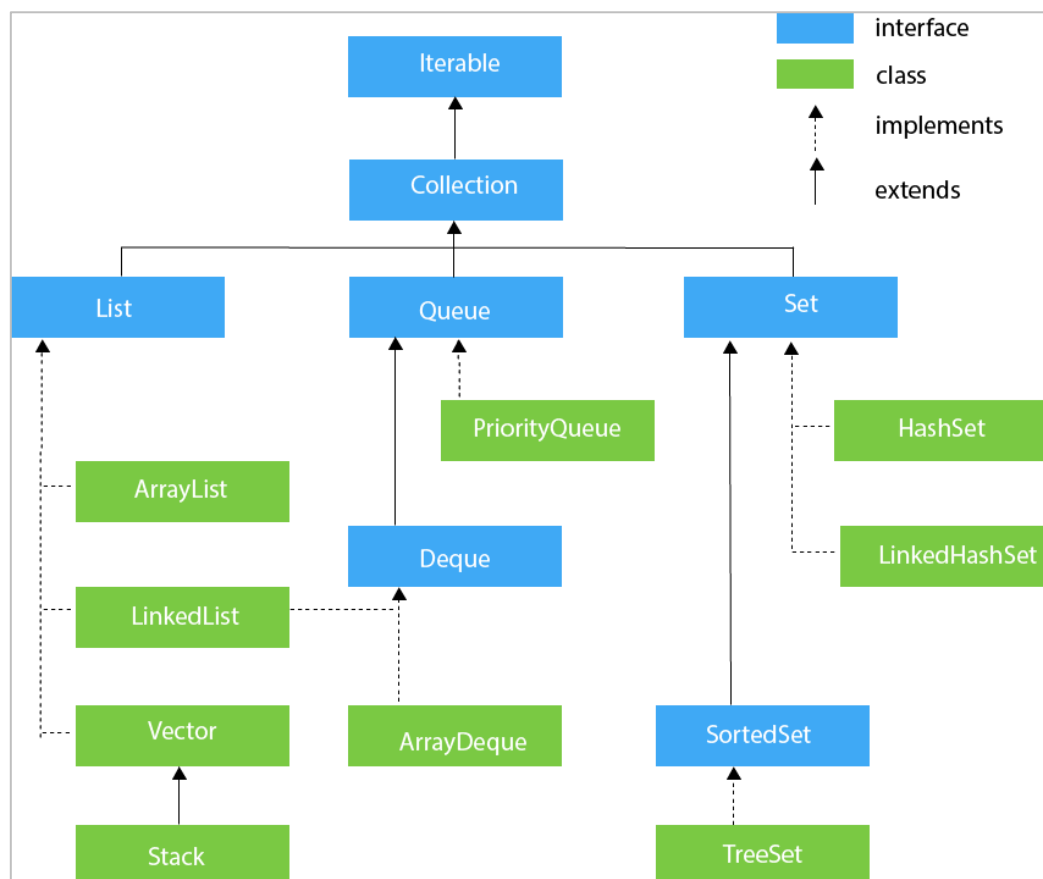 interface
Iterable
class
implements
Collection
extends
List
Queue
Set
PriorityQueue
HashSet
ArrayList
Deque
LinkedHashSet
LinkedList
Vector
ArrayDeque
SortedSet
Stack
TreeSet